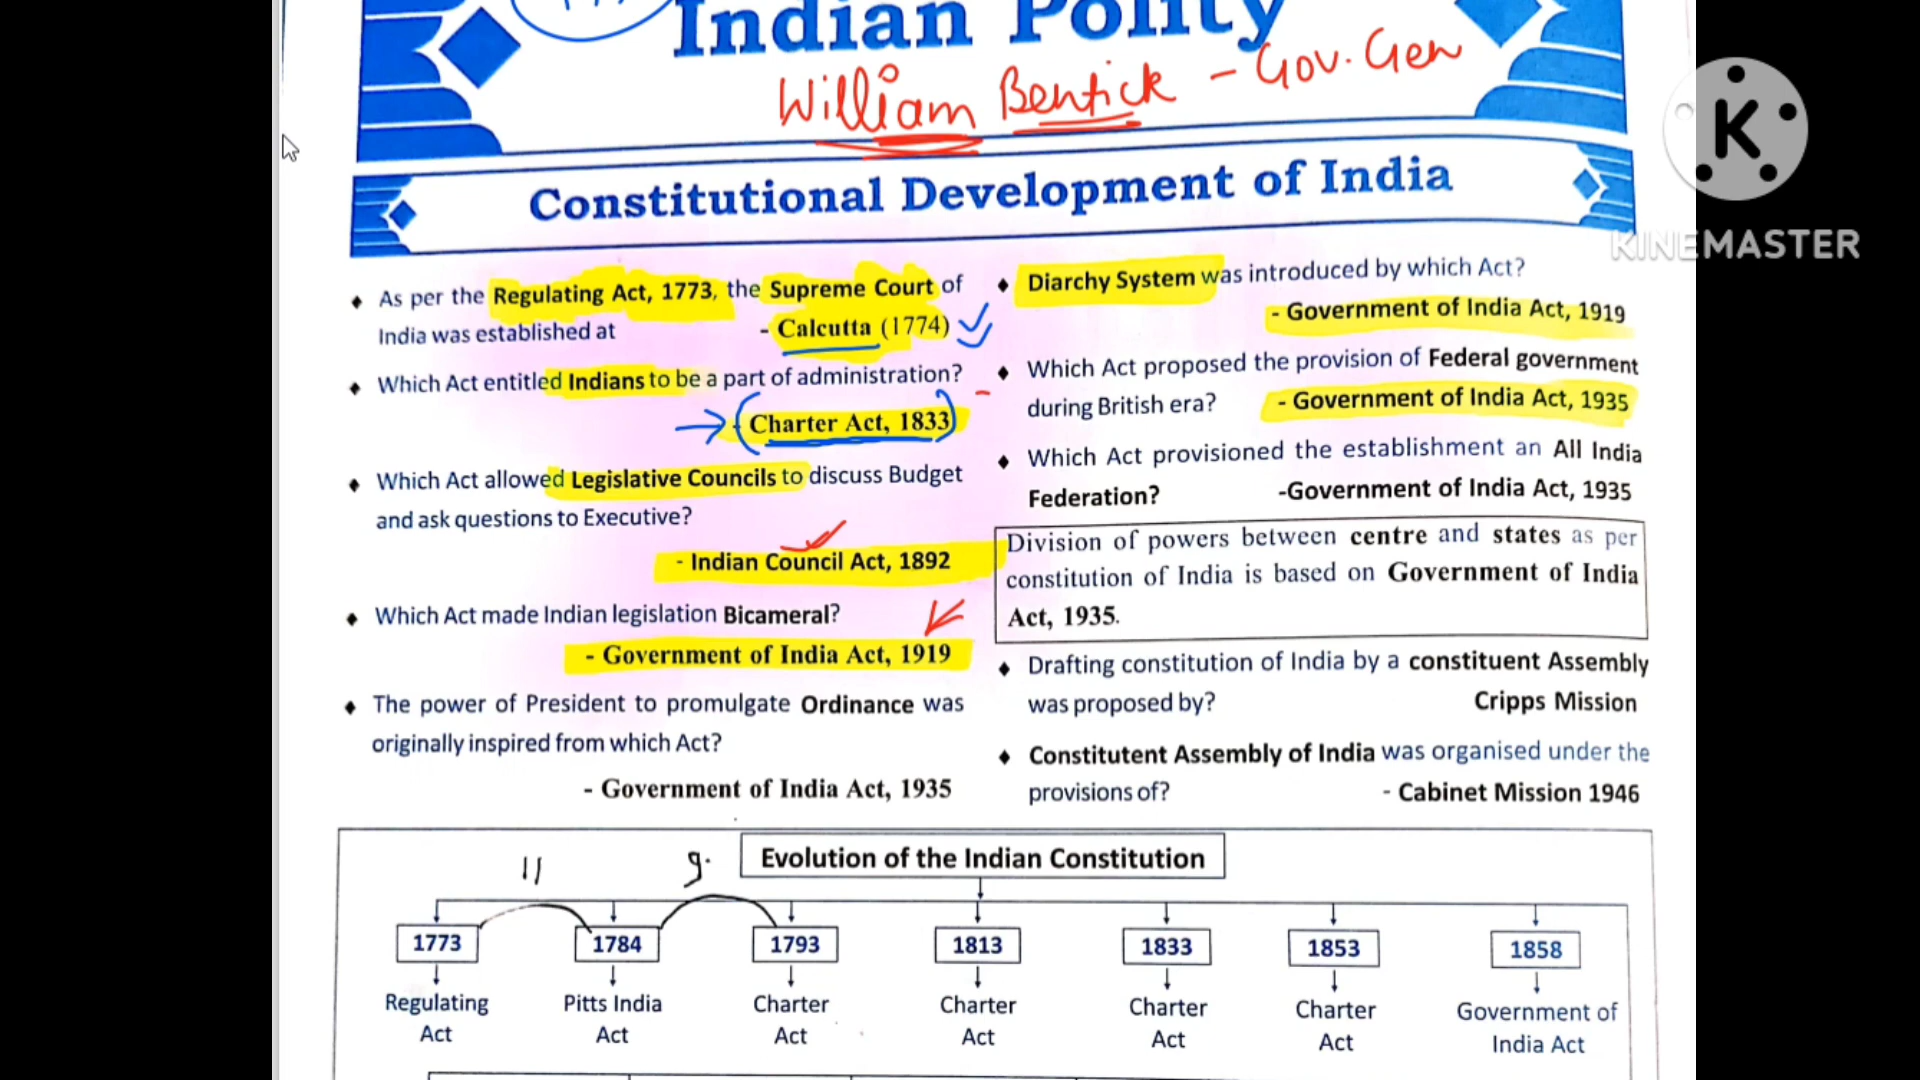 Indian Polity
William Bentick - Gov. Gen
K
KINEMASTER
Constitutional Development of India
♦ As per the Regulating Act, 1773, the Supreme Court of
India was established at - Calcutta (1774)
♦ Which Act entitled Indians to be a part of administration?
- Charter Act, 1833
♦ Which Act allowed Legislative Councils to discuss Budget
and ask questions to Executive?
- Indian Council Act, 1892
♦ Which Act made Indian legislation Bicameral?
- Government of India Act, 1919
♦ The power of President to promulgate Ordinance was
originally inspired from which Act?
- Government of India Act, 1935
♦ Diarchy System was introduced by which Act?
- Government of India Act, 1919
♦ Which Act proposed the provision of Federal government
during British era? - Government of India Act, 1935
♦ Which Act provisioned the establishment an All India
Federation? -Government of India Act, 1935
Division of powers between centre and states as per
constitution of India is based on Government of India
Act, 1935.
♦ Drafting constitution of India by a constituent Assembly
was proposed by? Cripps Mission
♦ Constitutent Assembly of India was organised under the
provisions of? - Cabinet Mission 1946
Evolution of the Indian Constitution
11 9.
1773 1784 1793 1813 1833 1853 1858
Regulating Pitts India Charter Charter Charter Charter Government of
Act Act Act Act Act Act India Act